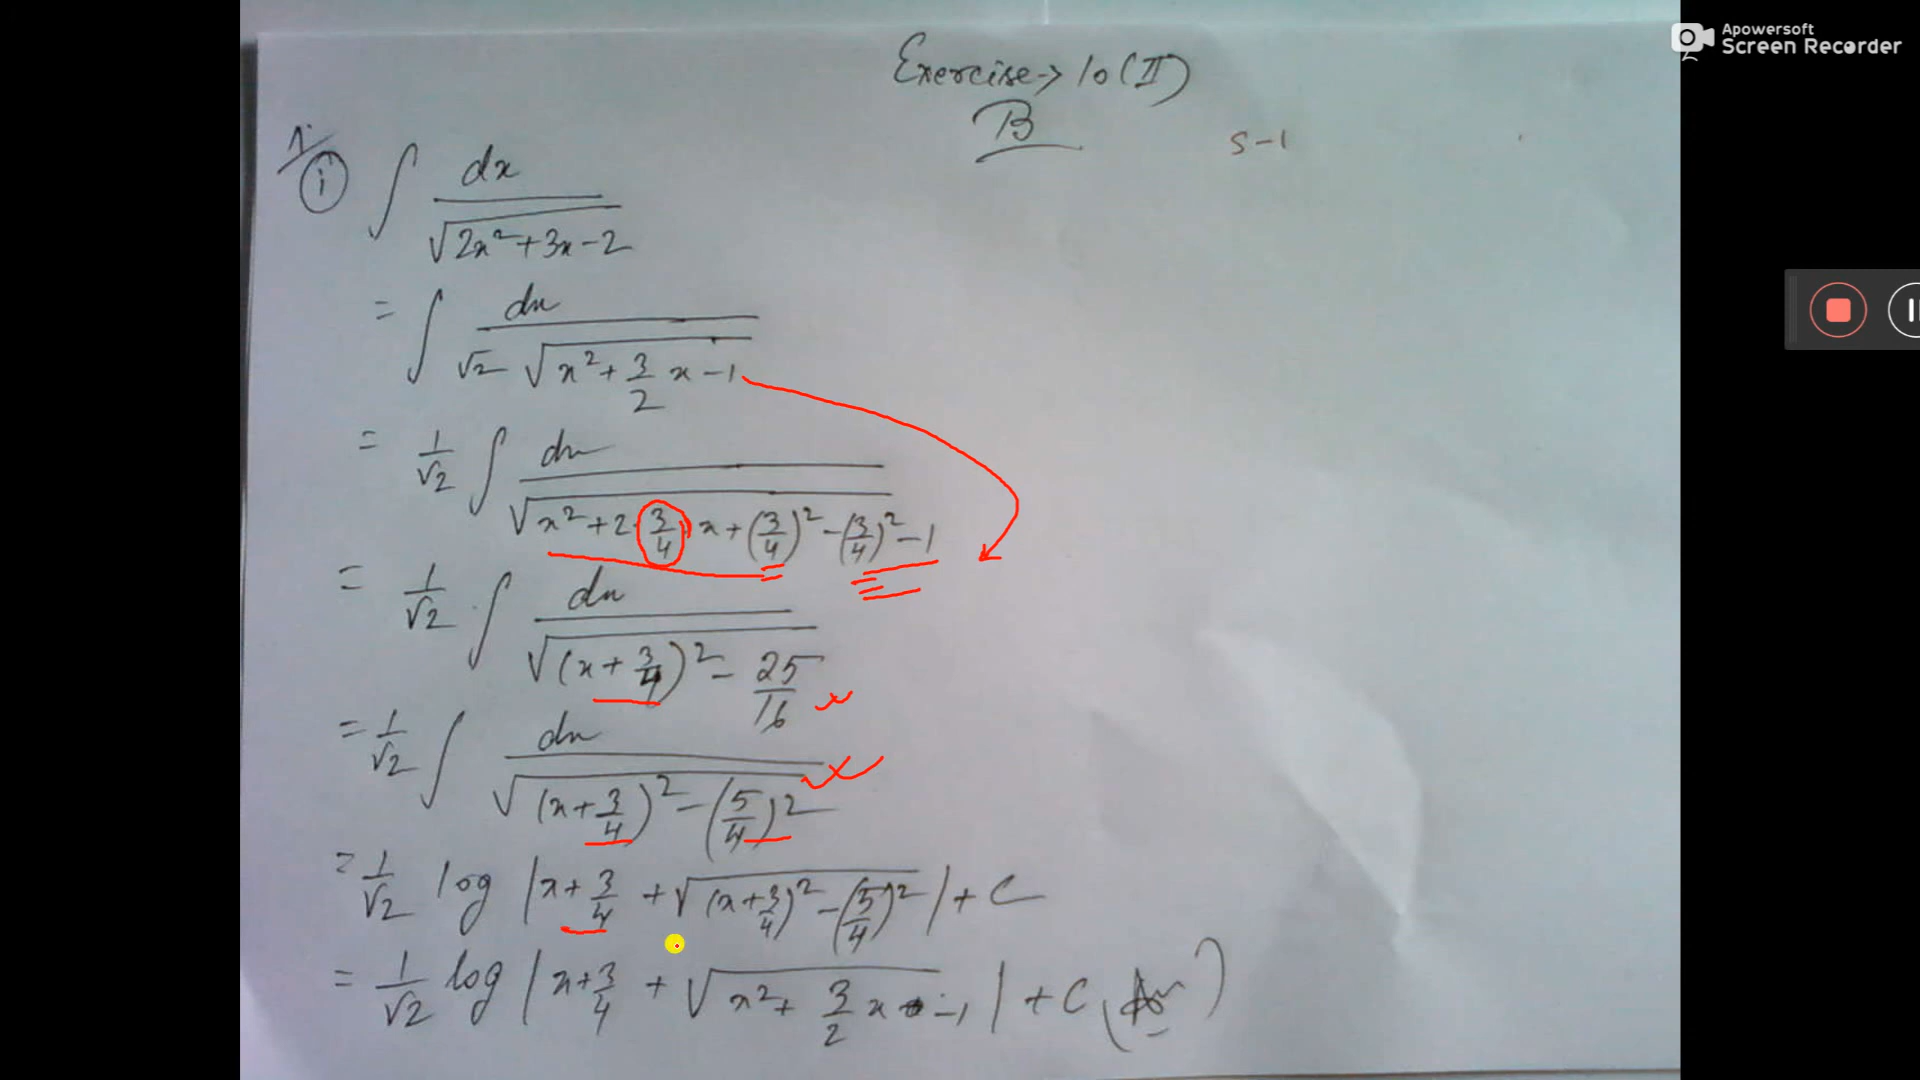 Apowersoft
Screen Recorder
Exercise → 10 (II)
B
S-1
1/ (i) ∫ dx / √(2x²+3x-2)
= ∫ dx / (√2 √(x² + 3/2 x - 1))
= 1/√2 ∫ dx / √(x² + 2·3/4·x + (3/4)² - (3/4)² - 1)
= 1/√2 ∫ dx / √((x + 3/4)² - 25/16)
= 1/√2 ∫ dx / √((x + 3/4)² - (5/4)²)
= 1/√2 log |x + 3/4 + √((x + 3/4)² - (5/4)²)| + C
= 1/√2 log |x + 3/4 + √(x² + 3/2 x - 1)| + C (Ans)